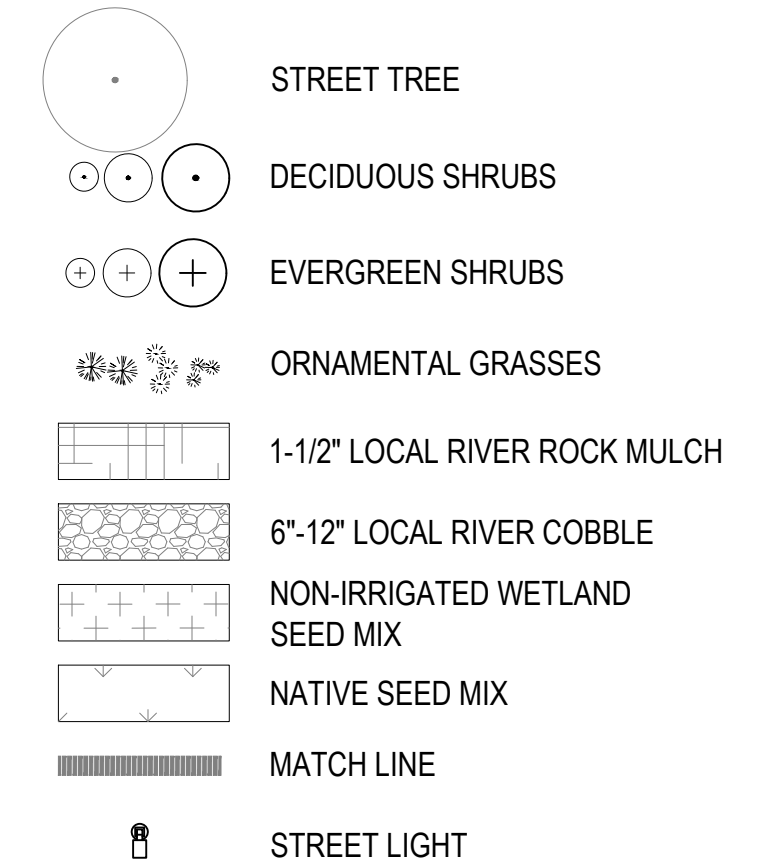 STREET TREE
DECIDUOUS SHRUBS
EVERGREEN SHRUBS
ORNAMENTAL GRASSES
1-1/2" LOCAL RIVER ROCK MULCH
6"-12" LOCAL RIVER COBBLE
NON-IRRIGATED WETLAND
SEED MIX
NATIVE SEED MIX
MATCH LINE
STREET LIGHT